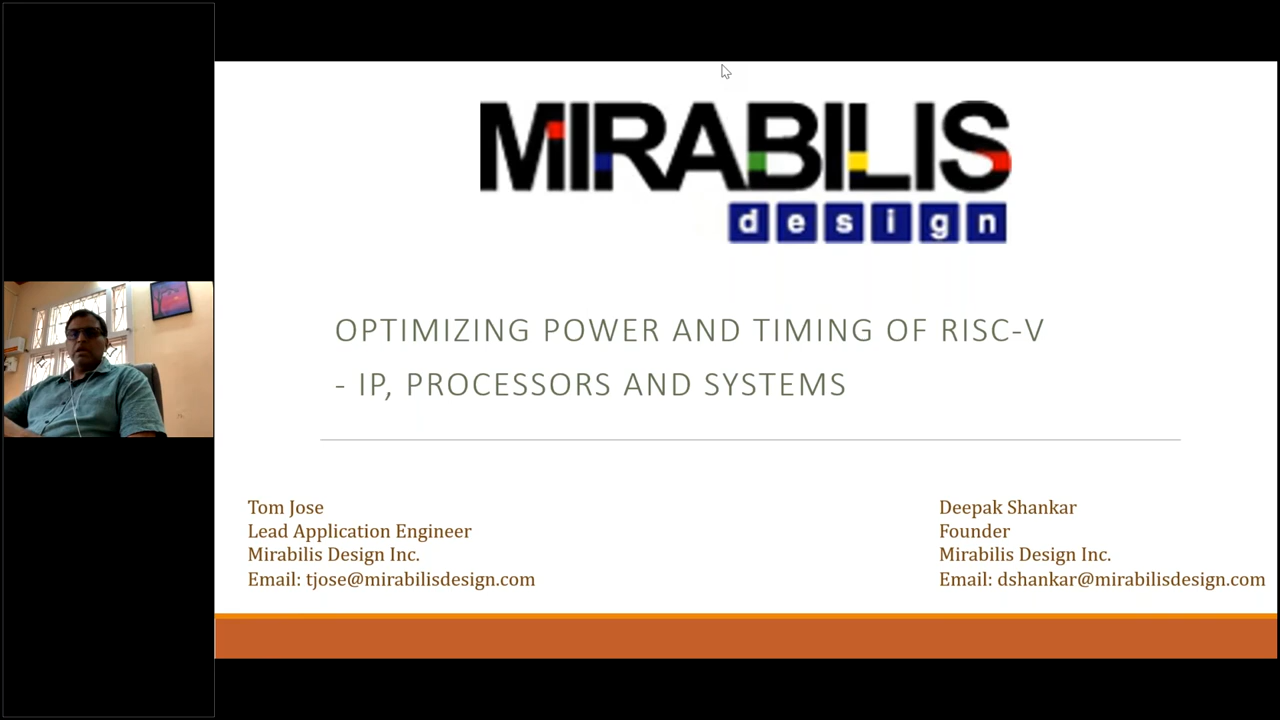 MIRABILIS
design
OPTIMIZING POWER AND TIMING OF RISC-V
- IP, PROCESSORS AND SYSTEMS
Tom Jose
Lead Application Engineer
Mirabilis Design Inc.
Email: tjose@mirabilisdesign.com
Deepak Shankar
Founder
Mirabilis Design Inc.
Email: dshankar@mirabilisdesign.com